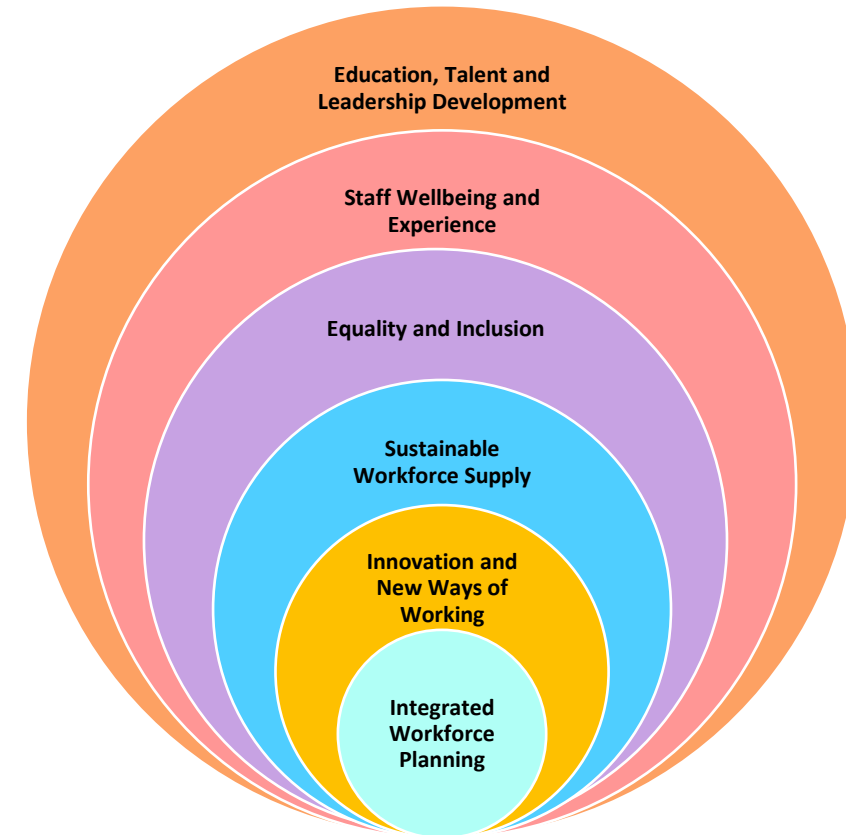 Education, Talent and
Leadership Development
Staff Wellbeing and
Experience
Equality and Inclusion
Sustainable
Workforce Supply
Innovation and
New Ways of
Working
Integrated
Workforce
Planning